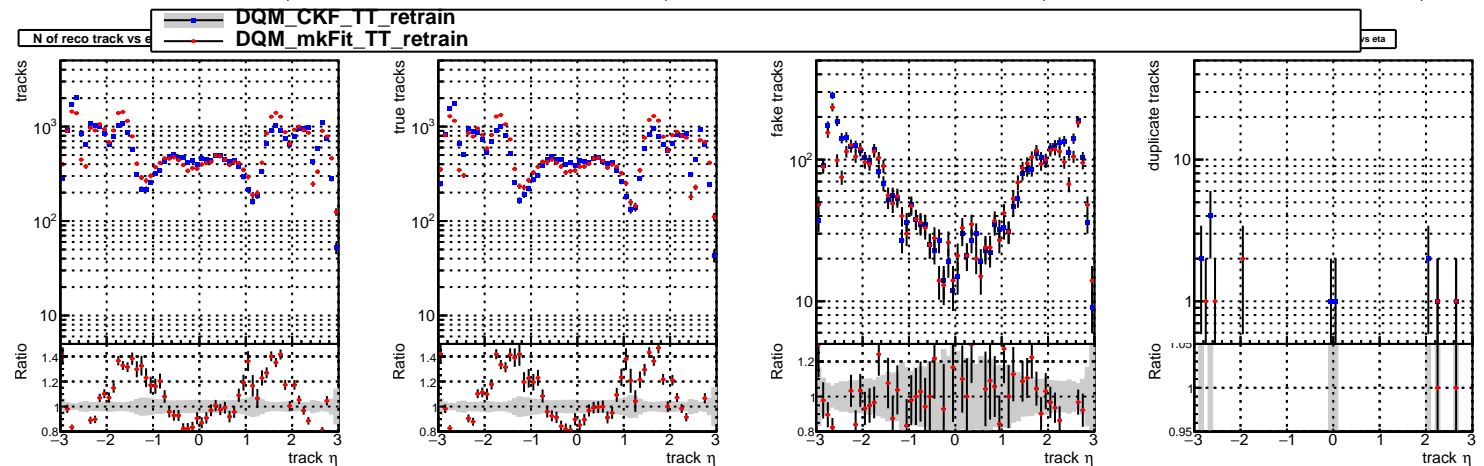 DQM_CKF_TT_retrain
DQM_mkFit_TT_retrain
N of reco track vs e
vs eta
tracks
10³
10²
10
Ratio
1.4
1.2
1
0.8
−3 −2 −1 0 1 2 3
track η
true tracks
10³
10²
10
Ratio
1.4
1.2
1
0.8
−3 −2 −1 0 1 2 3
track η
fake tracks
10²
10
Ratio
1.2
1
0.8
−3 −2 −1 0 1 2 3
track η
duplicate tracks
10
1
Ratio
1.05
1
0.95
−3 −2 −1 0 1 2 3
track η